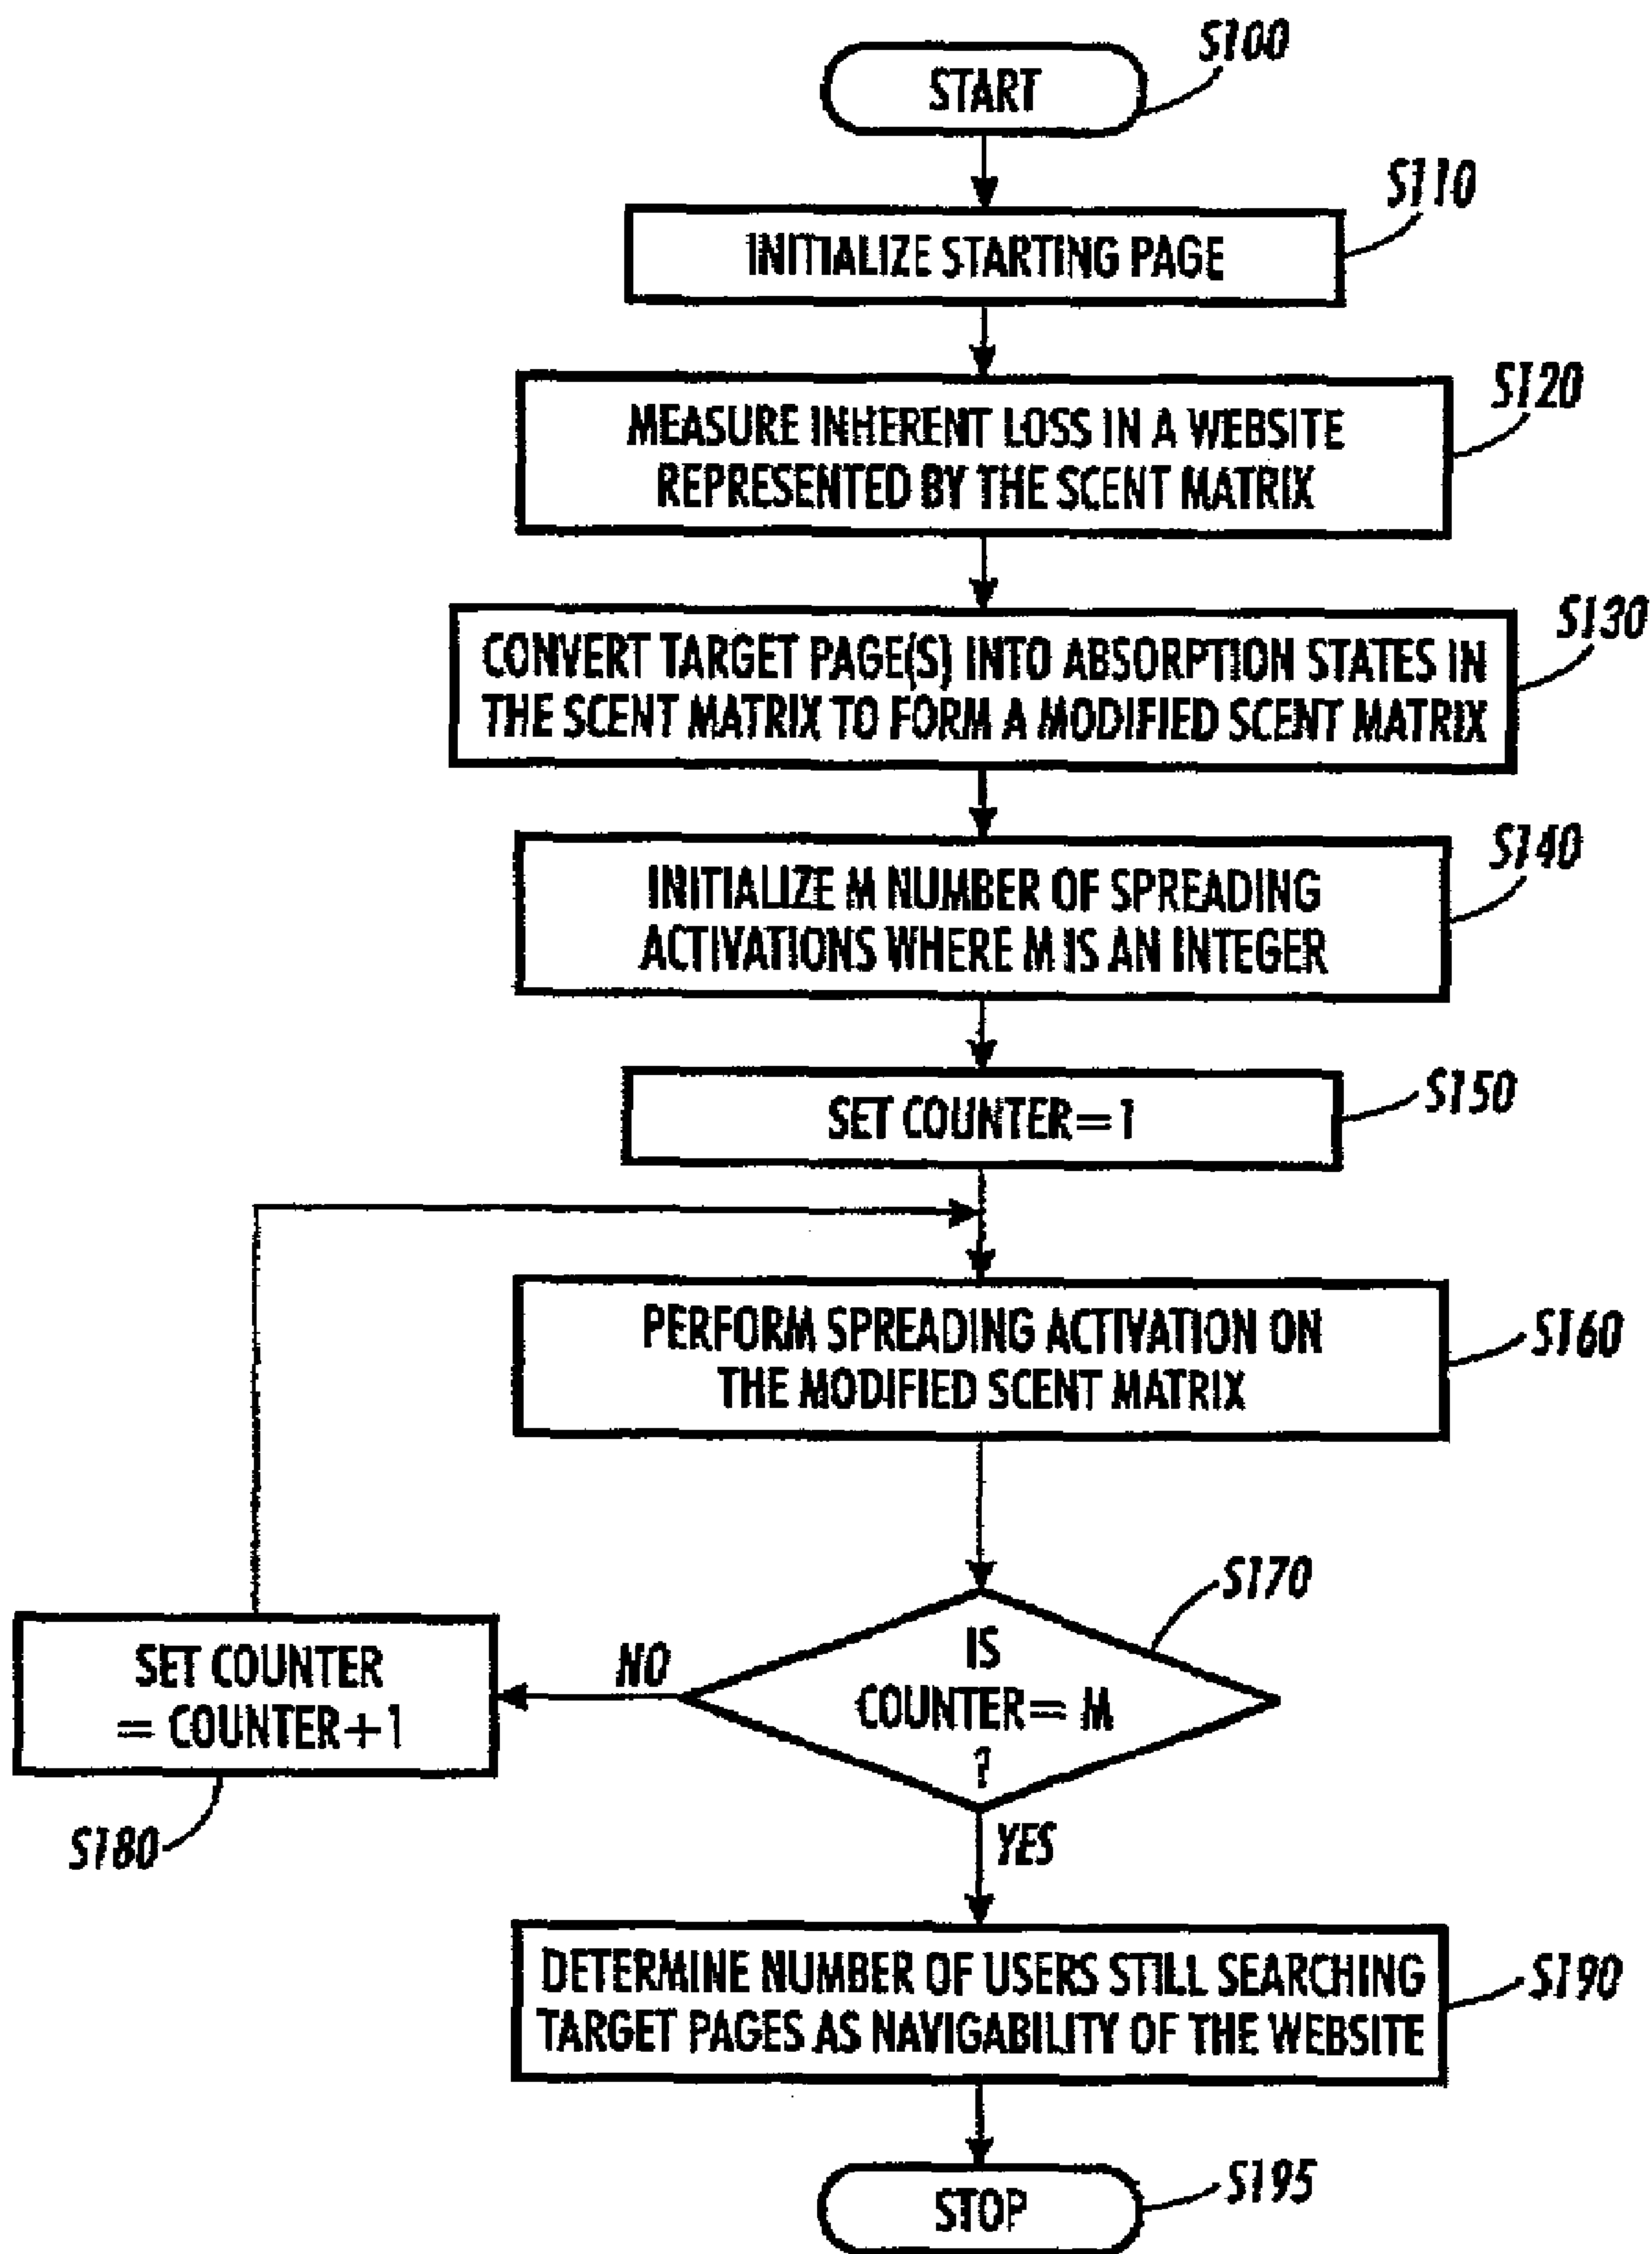 S100
START
S110
INITIALIZE STARTING PAGE
S120
MEASURE INHERENT LOSS IN A WEBSITE
REPRESENTED BY THE SCENT MATRIX
S130
CONVERT TARGET PAGE(S) INTO ABSORPTION STATES IN
THE SCENT MATRIX TO FORM A MODIFIED SCENT MATRIX
S140
INITIALIZE M NUMBER OF SPREADING
ACTIVATIONS WHERE M IS AN INTEGER
S150
SET COUNTER=1
PERFORM SPREADING ACTIVATION ON
THE MODIFIED SCENT MATRIX
S160
S170
IS
COUNTER= M
?
NO
SET COUNTER
= COUNTER+1
S180
YES
DETERMINE NUMBER OF USERS STILL SEARCHING
TARGET PAGES AS NAVIGABILITY OF THE WEBSITE
S190
STOP
S195